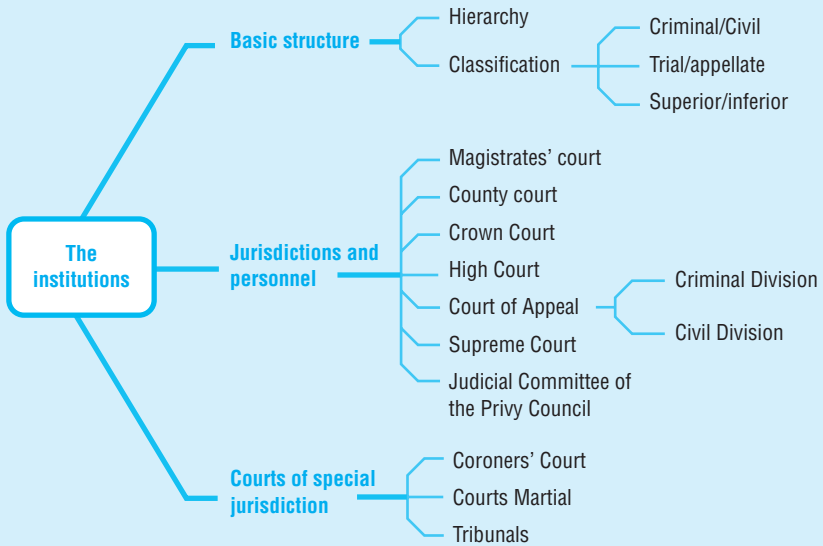 The
institutions
Basic structure
Hierarchy
Classification
Criminal/Civil
Trial/appellate
Superior/inferior
Jurisdictions and
personnel
Magistrates’ court
County court
Crown Court
High Court
Court of Appeal
Criminal Division
Civil Division
Supreme Court
Judicial Committee of
the Privy Council
Courts of special
jurisdiction
Coroners’ Court
Courts Martial
Tribunals